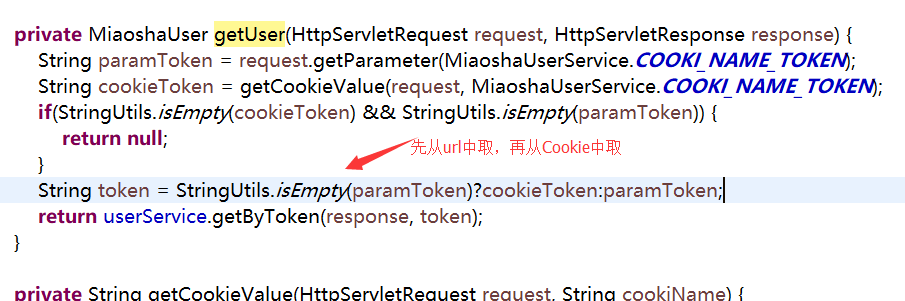 private MiaoshaUser getUser(HttpServletRequest request, HttpServletResponse response) {
String paramToken = request.getParameter(MiaoshaUserService.COOKI_NAME_TOKEN);
String cookieToken = getCookieValue(request, MiaoshaUserService.COOKI_NAME_TOKEN);
if(StringUtils.isEmpty(cookieToken) && StringUtils.isEmpty(paramToken)) {
return null;
先从url中取，再从Cookie中取
}
String token = StringUtils.isEmpty(paramToken)?cookieToken:paramToken;
return userService.getByToken(response, token);
}
private String getCookieValue(HttpServletRequest request, String cookiName) {